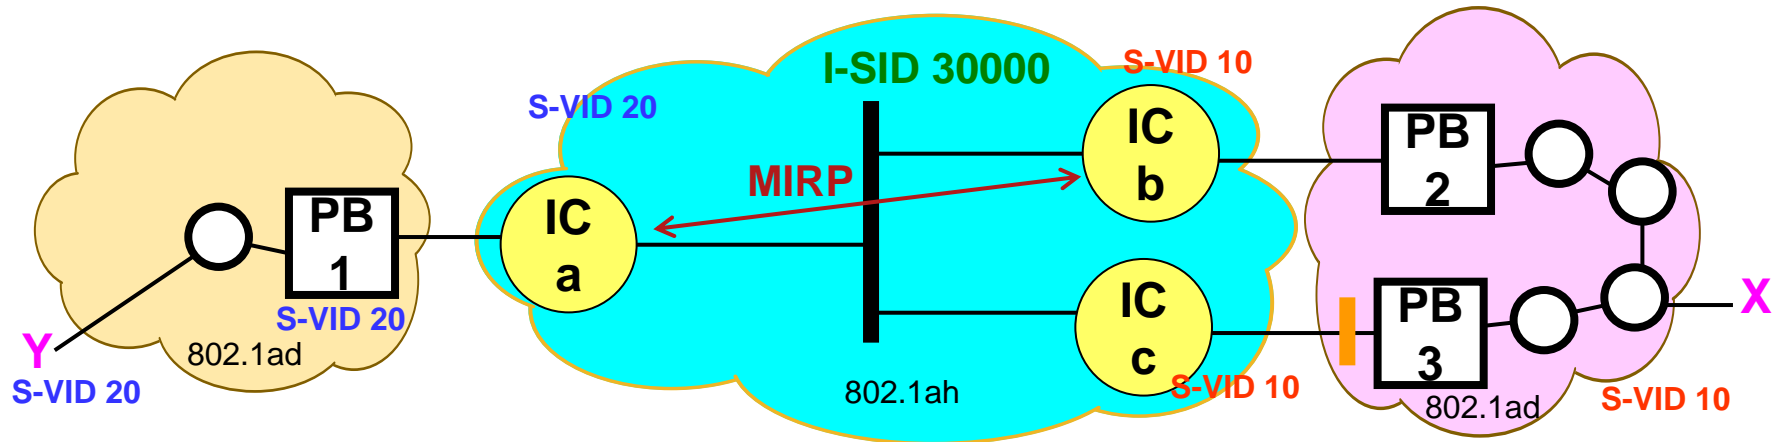 I-SID 30000
S-VID 10
S-VID 20
IC
b
PB
2
MIRP
IC
a
PB
1
S-VID 20
Y
802.1ad
S-VID 20
IC
c
S-VID 10
802.1ah
PB
3
X
802.1ad
S-VID 10